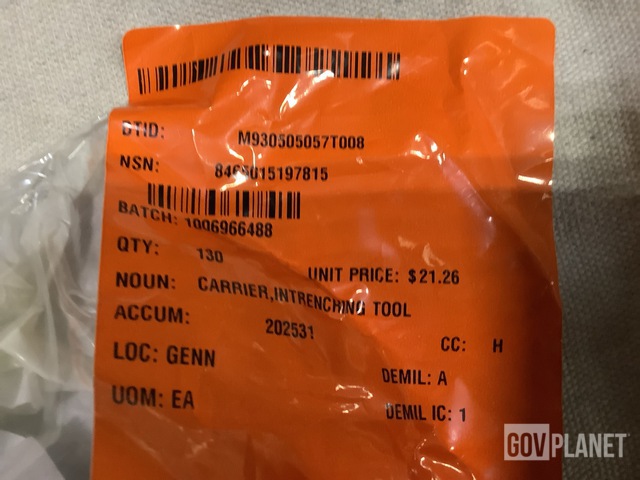 DTID: M930505057T008
NSN: 8465015197815
BATCH: 1006966488
QTY: 130
UNIT PRICE: $21.26
NOUN: CARRIER,INTRENCHING TOOL
ACCUM: 202531
CC: H
LOC: GENN
DEMIL: A
UOM: EA
DEMIL IC: 1
GOVPLANET